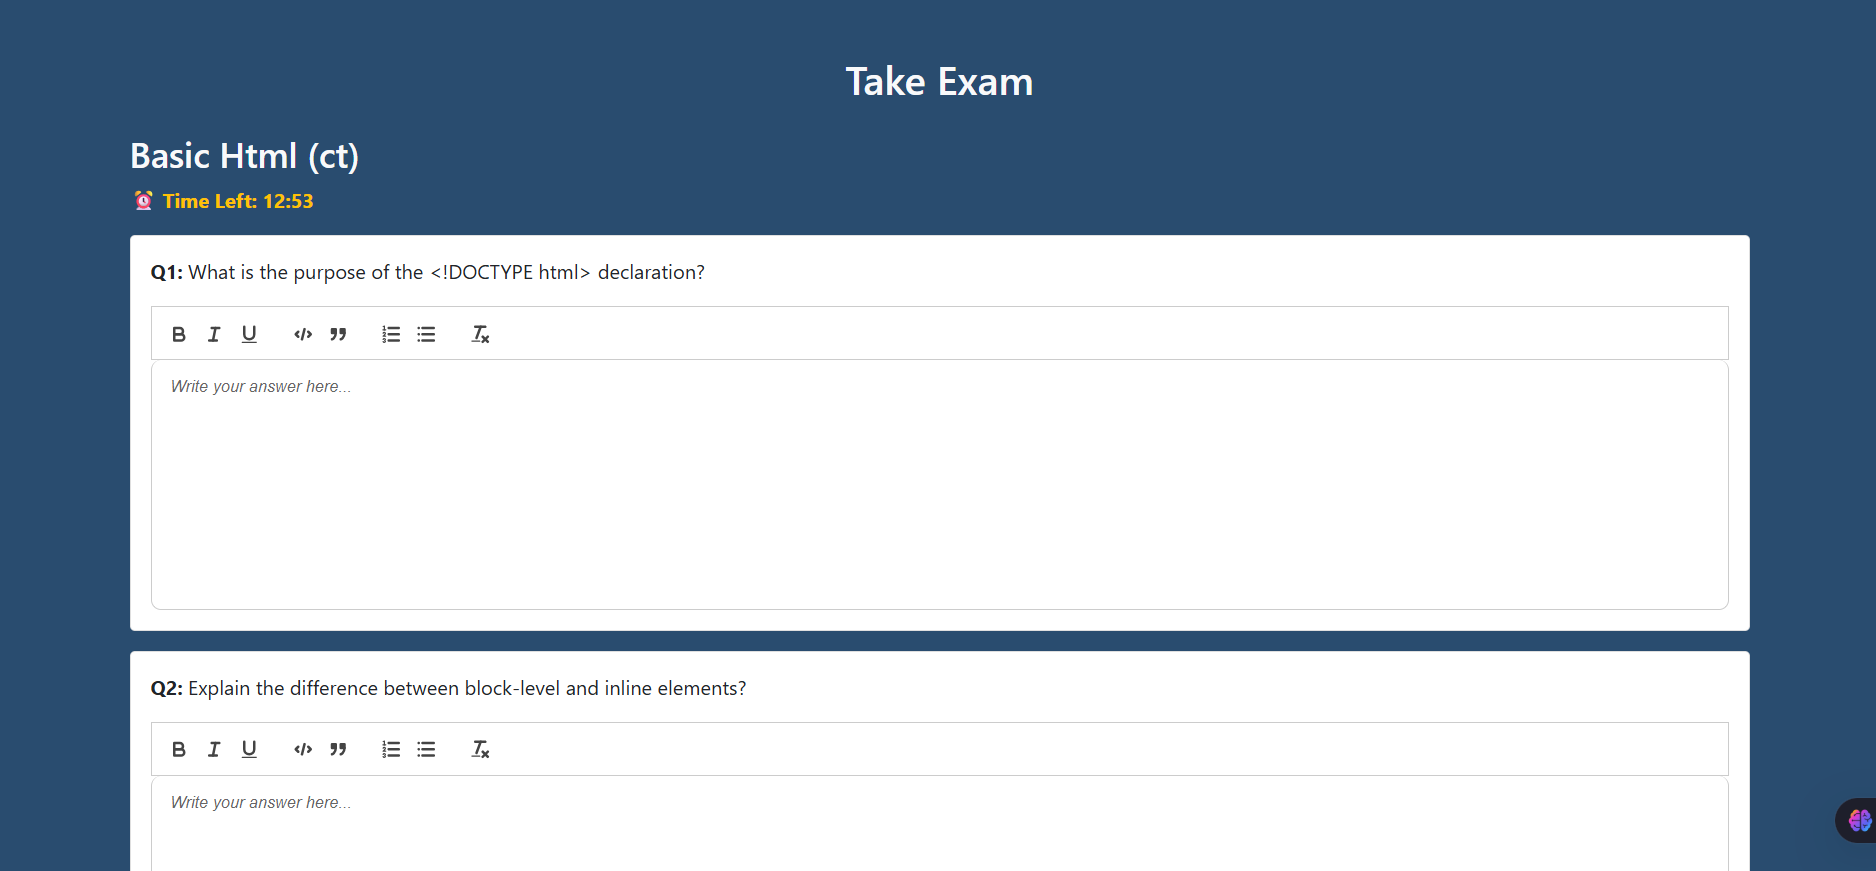 Take Exam
Basic Html (ct)
⏰ Time Left: 12:53
Q1: What is the purpose of the <!DOCTYPE html> declaration?
Write your answer here...
Q2: Explain the difference between block-level and inline elements?
Write your answer here...